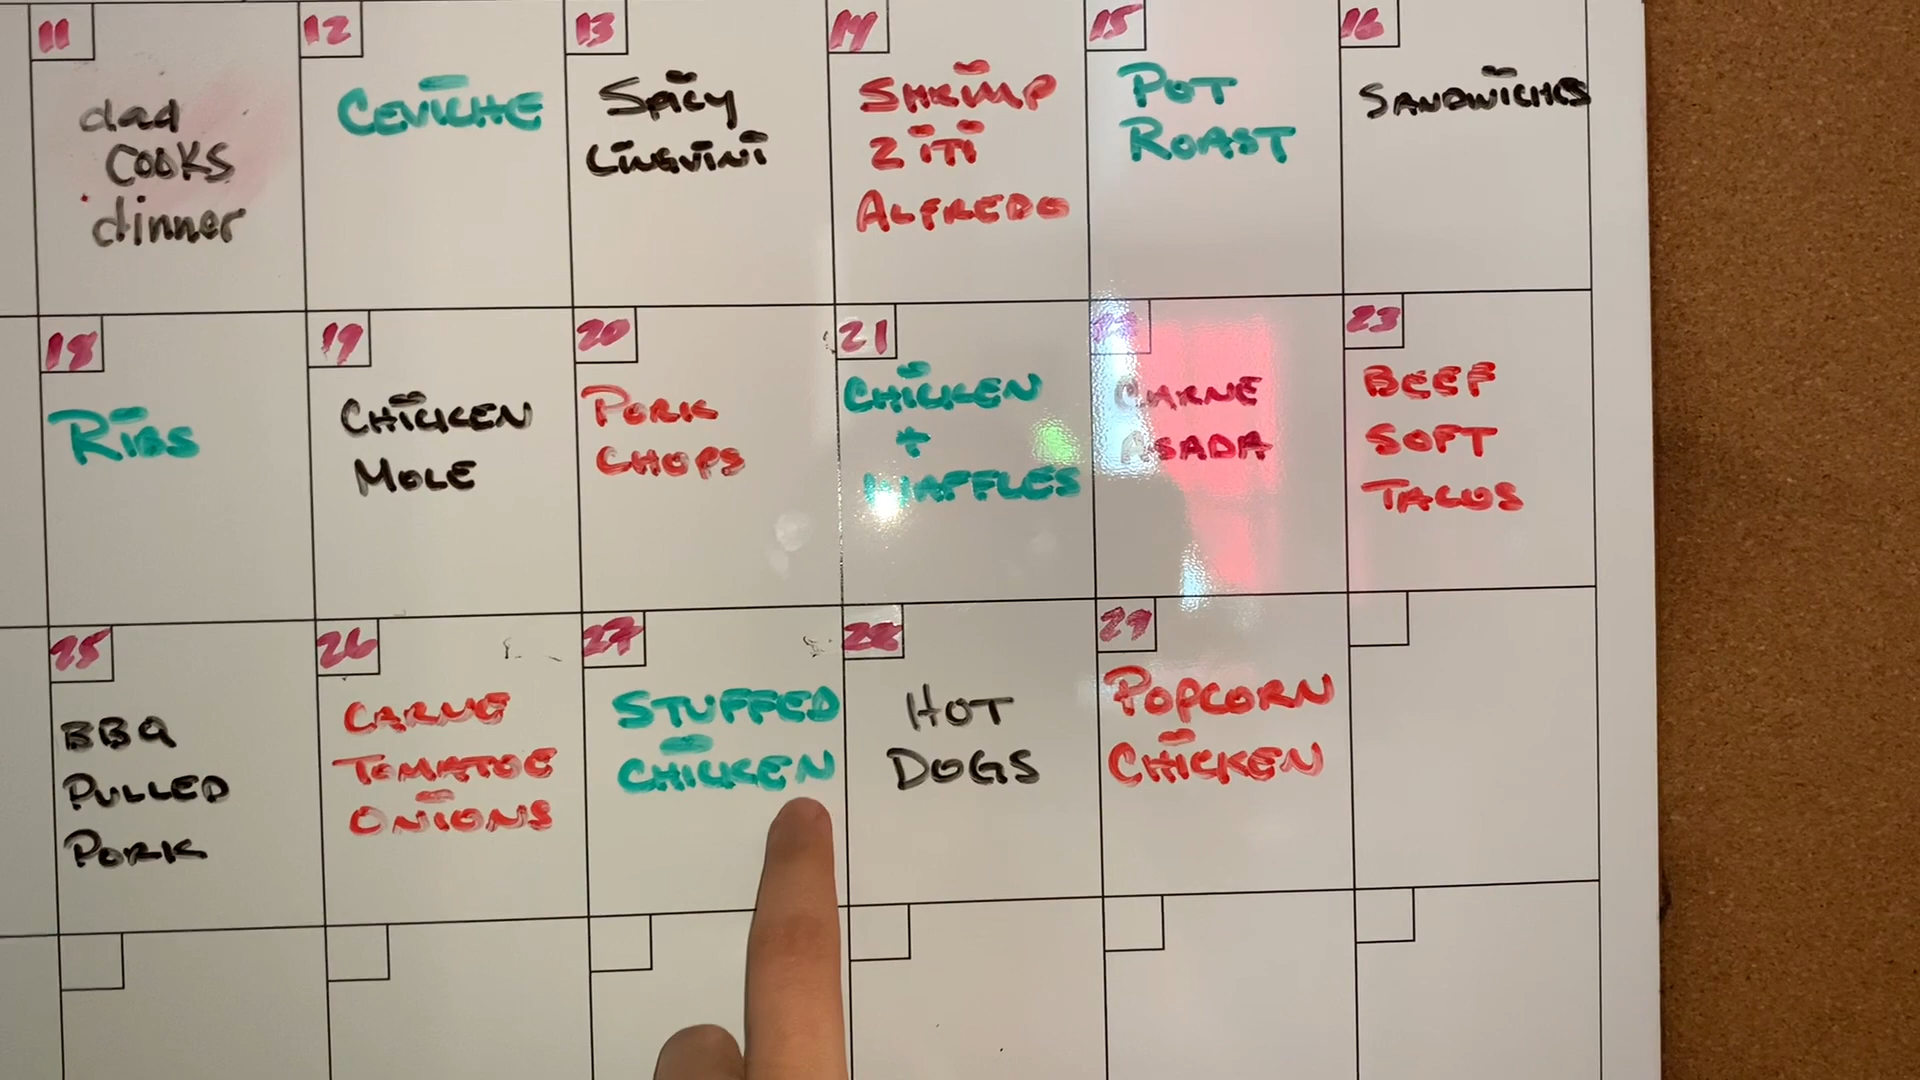 11
dad
COOKS
dinner
12
CEVICHE
13
SPICY
LINGUINI
14
SHRIMP
ZITI
ALFREDO
15
POT
ROAST
16
SANDWICHES
18
RIBS
19
CHICKEN
MOLE
20
PORK
CHOPS
21
CHICKEN
+
WAFFLES
22
CARNE
ASADA
23
BEEF
SOFT
TACOS
25
BBQ
PULLED
PORK
26
CARNE
TOMATOE
ONIONS
27
STUFFED
CHICKEN
28
HOT
DOGS
29
POPCORN
CHICKEN